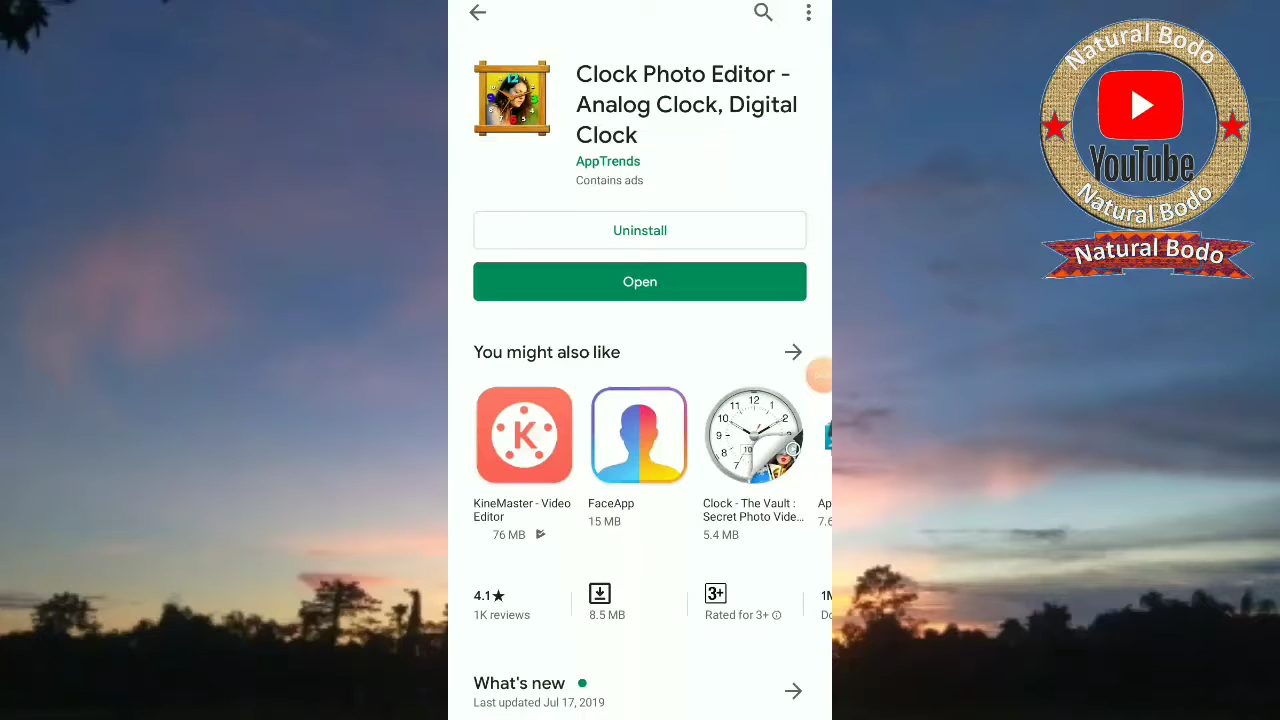 Clock Photo Editor -
Analog Clock, Digital
Clock
AppTrends
Contains ads
Uninstall
Open
You might also like
KineMaster - Video
Editor
76 MB
FaceApp
15 MB
Clock - The Vault :
Secret Photo Vide...
5.4 MB
4.1★
1K reviews
8.5 MB
3+
Rated for 3+
What's new
Last updated Jul 17, 2019
Natural Bodo
YouTube
Natural Bodo
Natural Bodo